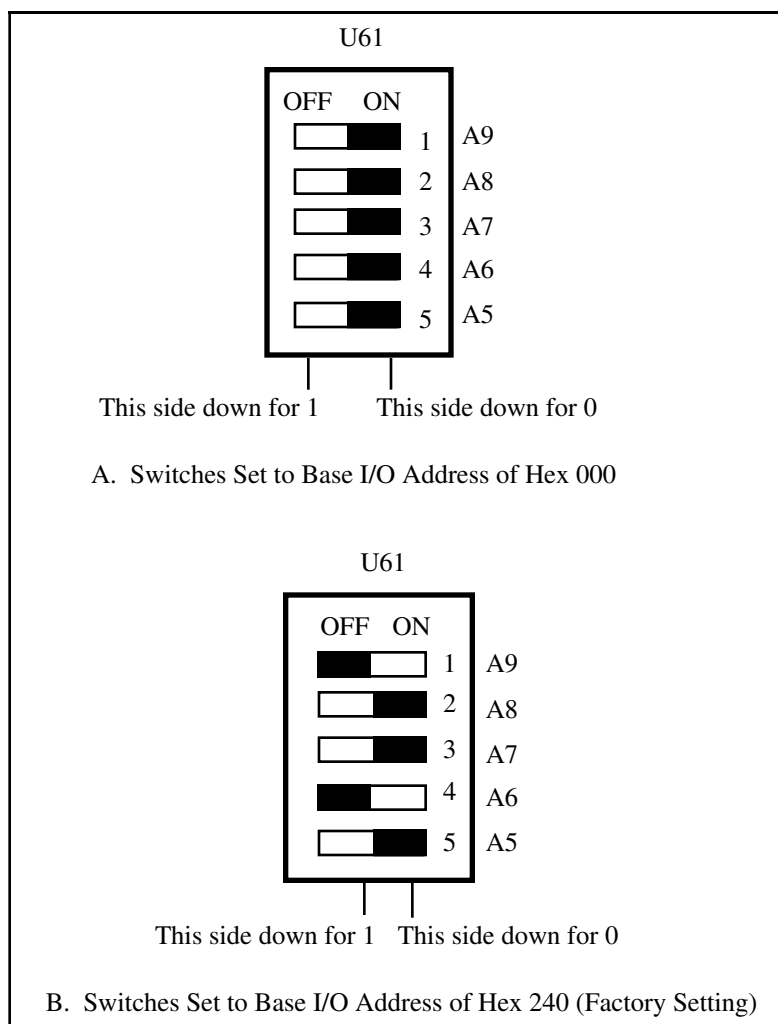 U61
OFF ON
1 A9
2 A8
3 A7
4 A6
5 A5
This side down for 1 This side down for 0
A. Switches Set to Base I/O Address of Hex 000
U61
OFF ON
1 A9
2 A8
3 A7
4 A6
5 A5
This side down for 1 This side down for 0
B. Switches Set to Base I/O Address of Hex 240 (Factory Setting)